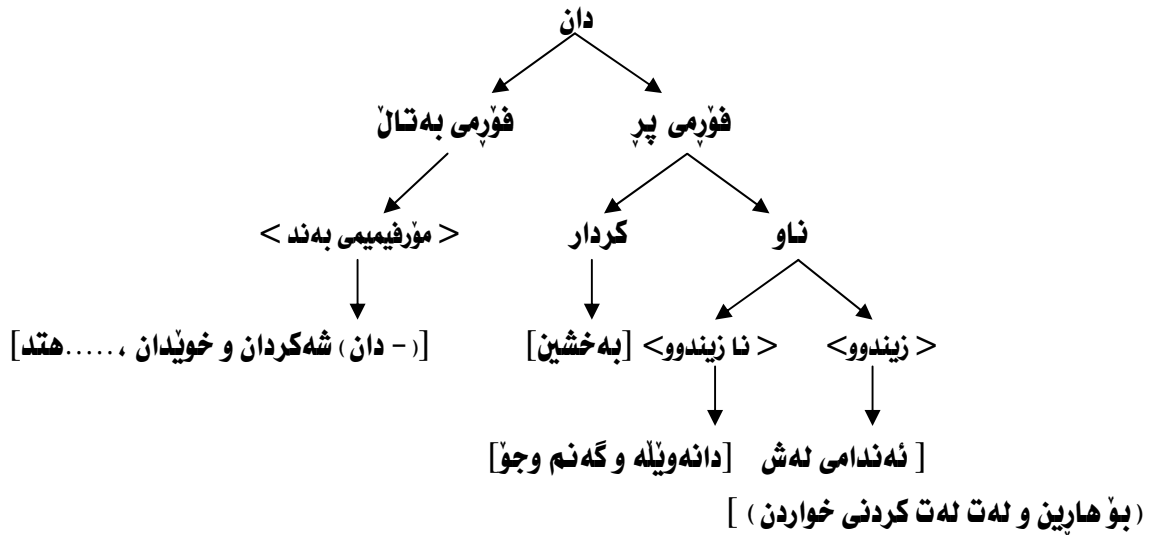 دان
فۆڕمی پڕ فۆڕمی بەتاڵ
ناو کردار < مۆرفیمیمی بەند >
< زیندوو> < نا زیندوو> [بەخشین] [(- دان) شەکردان و خوێدان ،.....هتد]
[ ئەندامی لەش [دانەوێڵە و گەنم وجۆ]
(بۆ هاڕین و لەت لەت کردنی خواردن ) ]